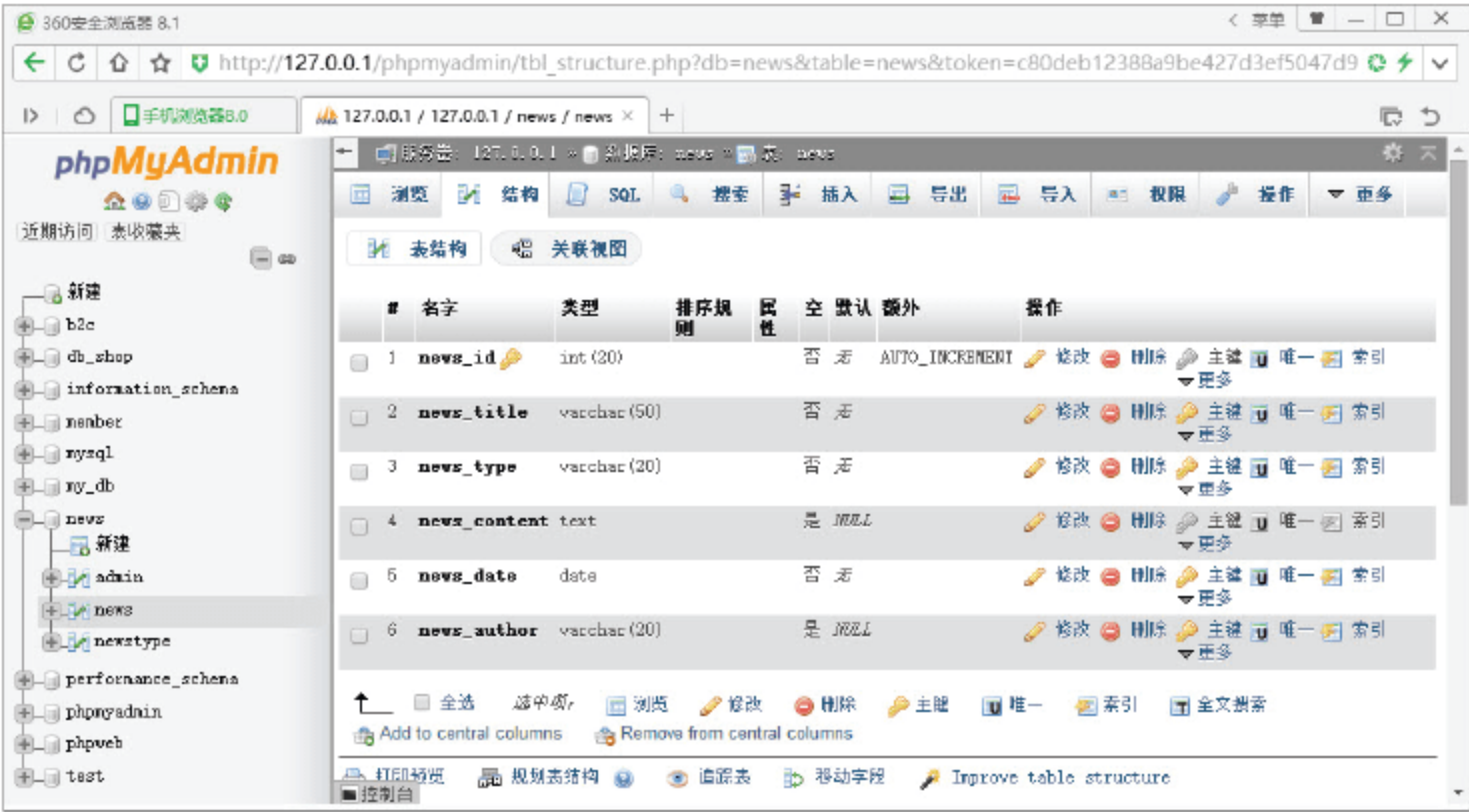 360安全浏览器 8.1
菜单
http://127.0.0.1/phpmyadmin/tbl_structure.php?db=news&table=news&token=c80deb12388a9be427d3ef5047d9
手机浏览器8.0
127.0.0.1 / 127.0.0.1 / news / news
phpMyAdmin
近期访问 表收藏夹
新建
b2c
db_shop
information_schema
member
mysql
my_db
news
新建
admin
news
newstype
performance_schema
phpmyadmin
phpweb
test
服务器: 127.0.0.1 » 数据库: news » 表: news
浏览 结构 SQL 搜索 插入 导出 导入 权限 操作 更多
表结构 关联视图
# 名字 类型 排序规则 属性 空 默认 额外 操作
1 news_id int(20) 否 无 AUTO_INCREMENT 修改 删除 主键 唯一 索引
更多
2 news_title varchar(50) 否 无 修改 删除 主键 唯一 索引
更多
3 news_type varchar(20) 否 无 修改 删除 主键 唯一 索引
更多
4 news_content text 是 NULL 修改 删除 主键 唯一 索引
更多
5 news_date date 否 无 修改 删除 主键 唯一 索引
更多
6 news_author varchar(20) 是 NULL 修改 删除 主键 唯一 索引
更多
全选 选中项: 浏览 修改 删除 主键 唯一 索引 全文搜索
Add to central columns Remove from central columns
打印预览 规划表结构 追踪表 移动字段 Improve table structure
控制台